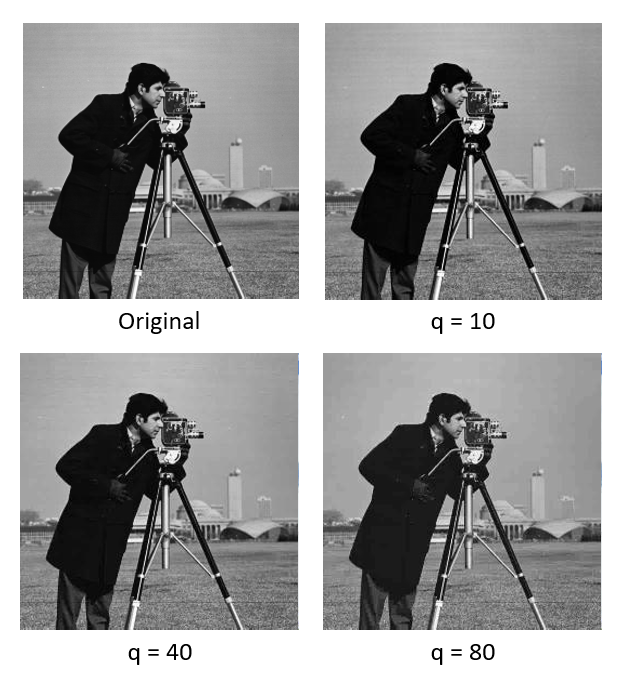 Original
q = 10
q = 40
q = 80